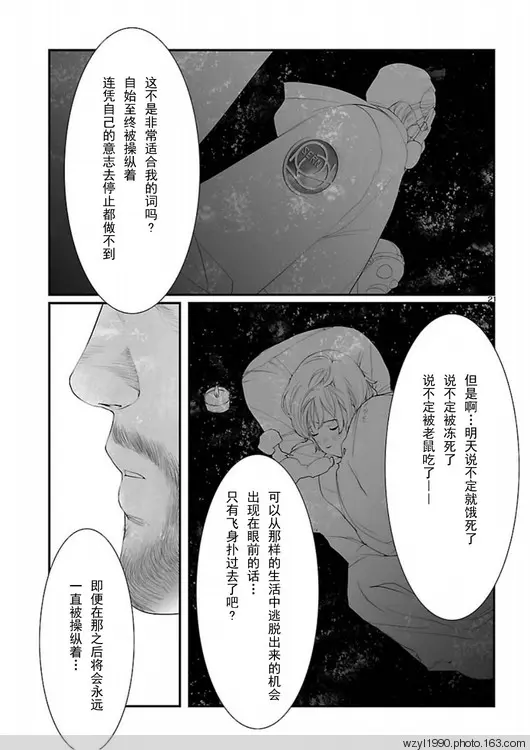 这不是非常适合我的词吗？
自始至终被操纵着
连凭自己的意志去停止都做不到
21
但是啊…明天说不定就饿死了
说不定被冻死了
说不定被老鼠吃了——
可以从那样的生活中逃脱出来的机会
出现在眼前的话…
只有飞身扑过去了吧？
即便在那之后将会永远
一直被操纵着…
wzyl1990.photo.163.com